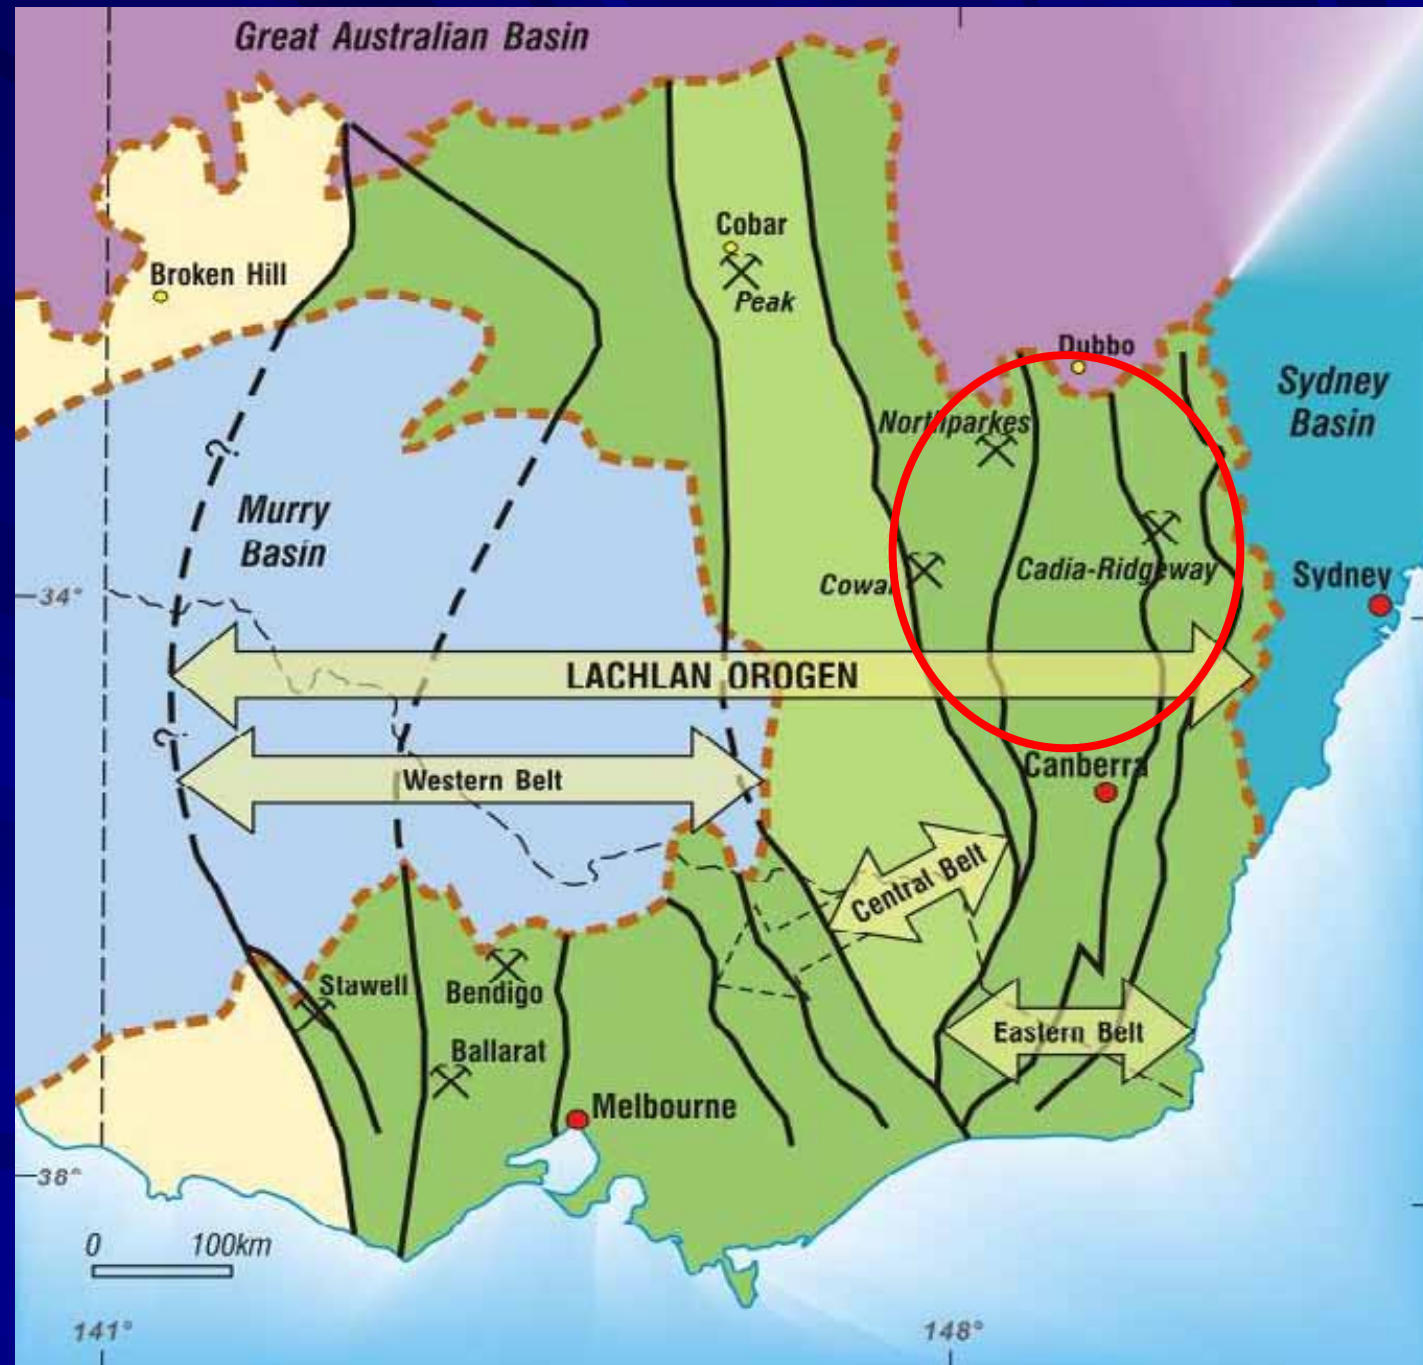 Great Australian Basin
Cobar
Peak
Broken Hill
Dubbo
Sydney
Basin
Northparkes
Murry
Basin
Cowal
Cadia-Ridgeway
Sydney
34°
?
LACHLAN OROGEN
?
Western Belt
Canberra
Central Belt
Stawell
Bendigo
Eastern Belt
Ballarat
Melbourne
38°
0 100km
141° 148°